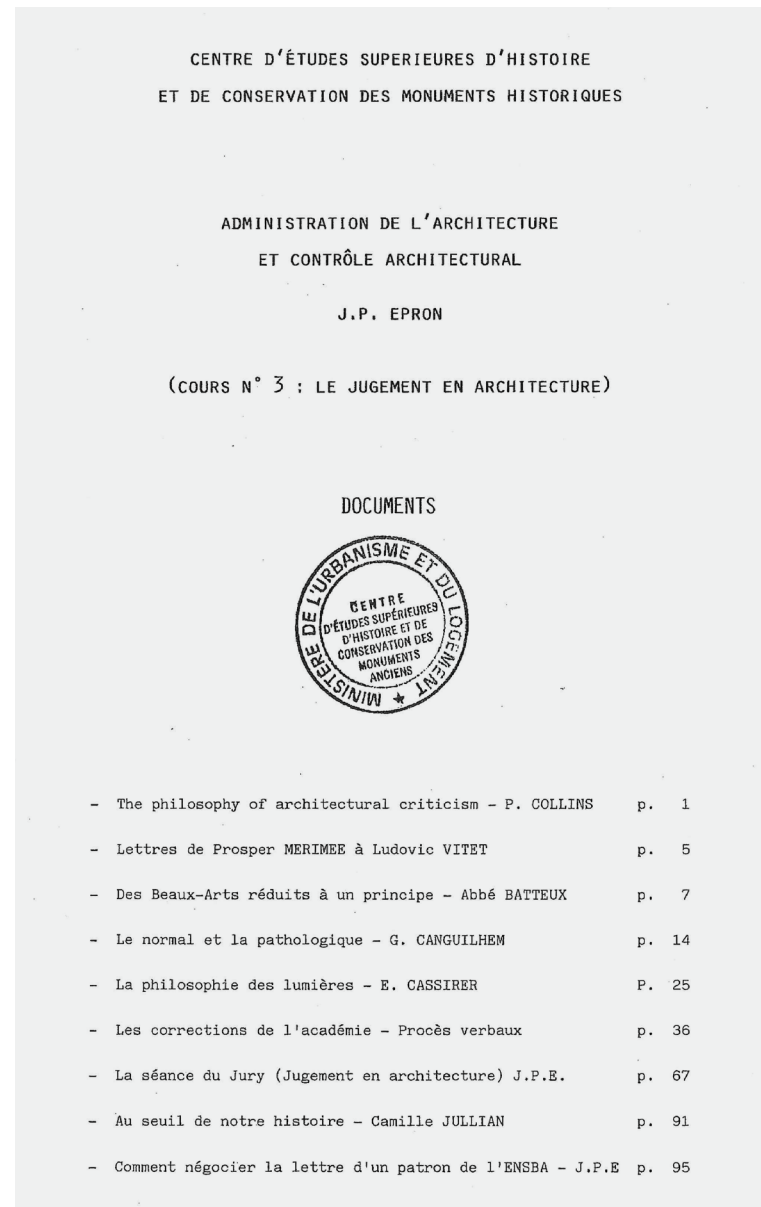 CENTRE D'ÉTUDES SUPERIEURES D'HISTOIRE
ET DE CONSERVATION DES MONUMENTS HISTORIQUES
ADMINISTRATION DE L'ARCHITECTURE
ET CONTRÔLE ARCHITECTURAL
J.P. EPRON
(COURS N° 3 : LE JUGEMENT EN ARCHITECTURE)
DOCUMENTS
MINISTERE DE L'URBANISME ET DU LOGEMENT
CENTRE
D'ÉTUDES SUPÉRIEURES
D'HISTOIRE ET DE
CONSERVATION DES
MONUMENTS
ANCIENS
- The philosophy of architectural criticism - P. COLLINS p. 1
- Lettres de Prosper MERIMEE à Ludovic VITET p. 5
- Des Beaux-Arts réduits à un principe - Abbé BATTEUX p. 7
- Le normal et la pathologique - G. CANGUILHEM p. 14
- La philosophie des lumières - E. CASSIRER P. 25
- Les corrections de l'académie - Procès verbaux p. 36
- La séance du Jury (Jugement en architecture) J.P.E. p. 67
- Au seuil de notre histoire - Camille JULLIAN p. 91
- Comment négocier la lettre d'un patron de l'ENSBA - J.P.E p. 95